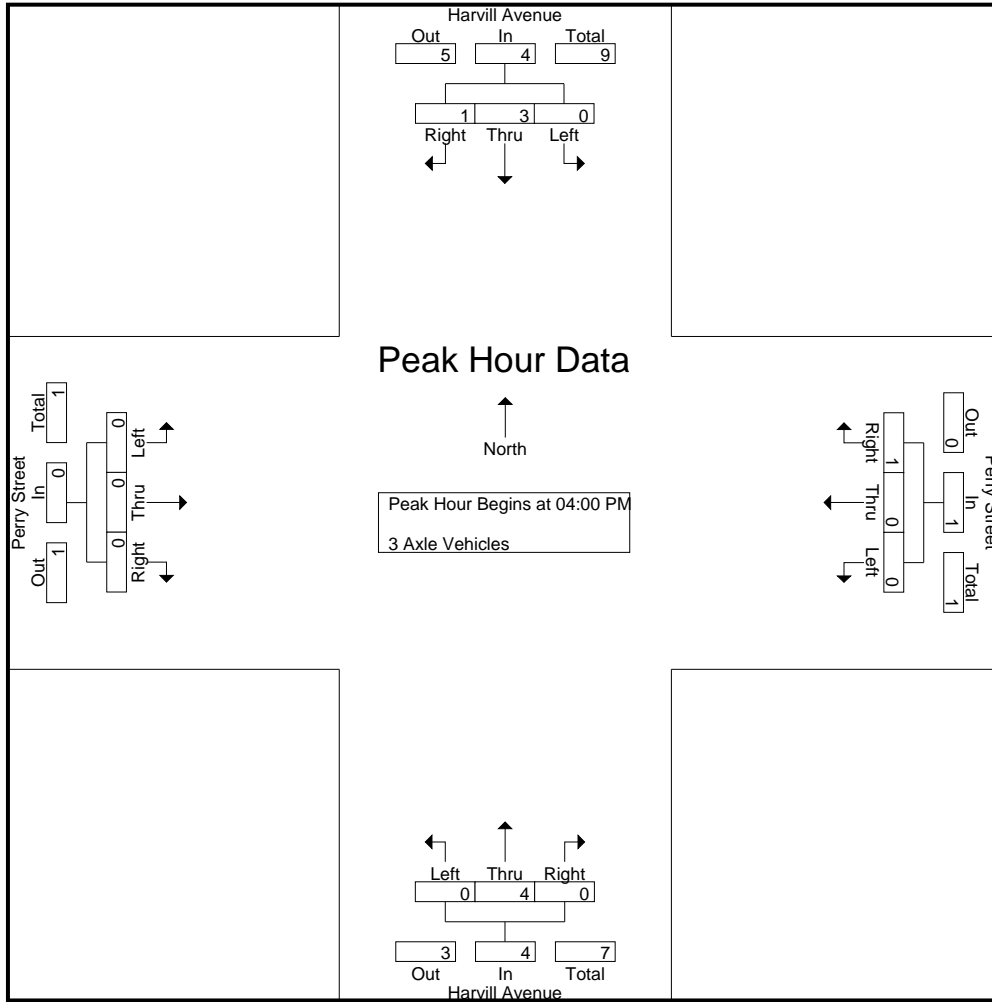 Harvill Avenue
Out In Total
5 4 9
1 3 0
Right Thru Left
Peak Hour Data
North
Peak Hour Begins at 04:00 PM
3 Axle Vehicles
Perry Street
Total In Out
1 0 1
0 0 0
Left Thru Right
Right Thru Left
1 0 0
Out In Total
0 1 1
Perry Street
Left Thru Right
0 4 0
3 4 7
Out In Total
Harvill Avenue